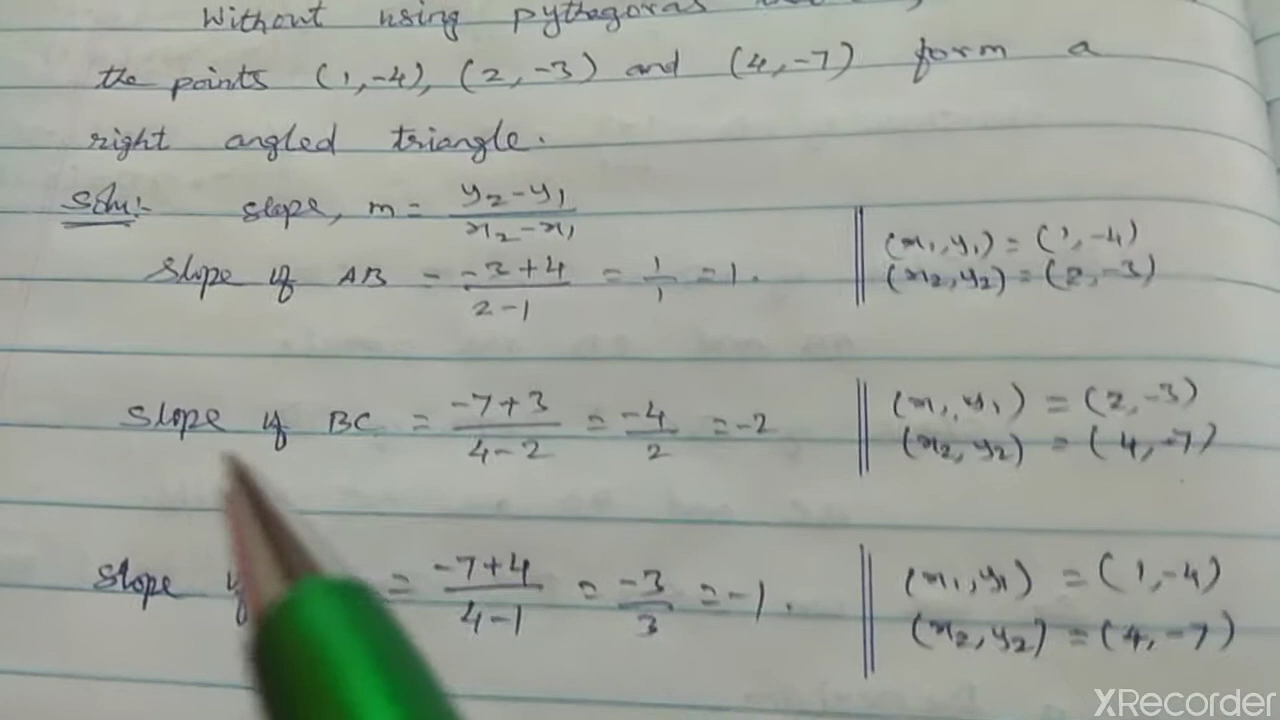 Without using pythagoras
the points (1,-4), (2,-3) and (4,-7) form a
right angled triangle.
Soln:- slope, m = y₂-y₁/x₂-x₁
(x₁,y₁) = (1,-4)
Slope of AB = -3+4/2-1 = 1/1 = 1.
(x₂,y₂) = (2,-3)
Slope of BC = -7+3/4-2 = -4/2 = -2
(x₁,y₁) = (2,-3)
(x₂,y₂) = (4,-7)
Slope = -7+4/4-1 = -3/3 = -1.
(x₁,y₁) = (1,-4)
(x₂,y₂) = (4,-7)
XRecorder